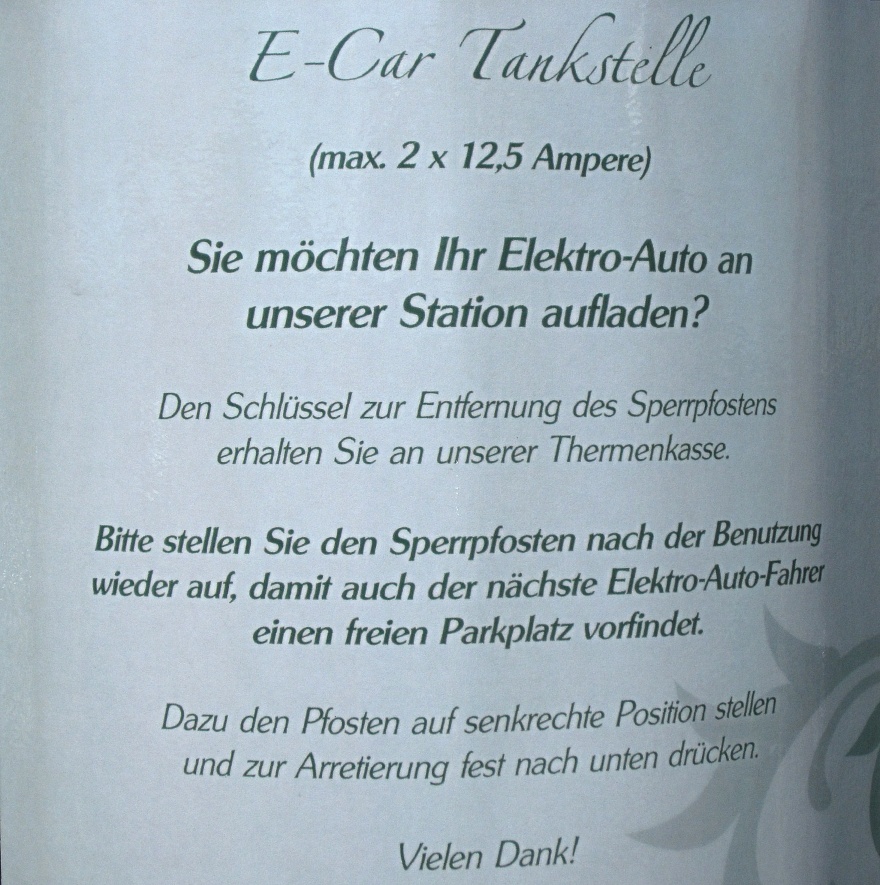 E-Car Tankstelle
(max. 2 x 12,5 Ampere)
Sie möchten Ihr Elektro-Auto an
unserer Station aufladen?
Den Schlüssel zur Entfernung des Sperrpfostens
erhalten Sie an unserer Thermenkasse.
Bitte stellen Sie den Sperrpfosten nach der Benutzung
wieder auf, damit auch der nächste Elektro-Auto-Fahrer
einen freien Parkplatz vorfindet.
Dazu den Pfosten auf senkrechte Position stellen
und zur Arretierung fest nach unten drücken.
Vielen Dank!